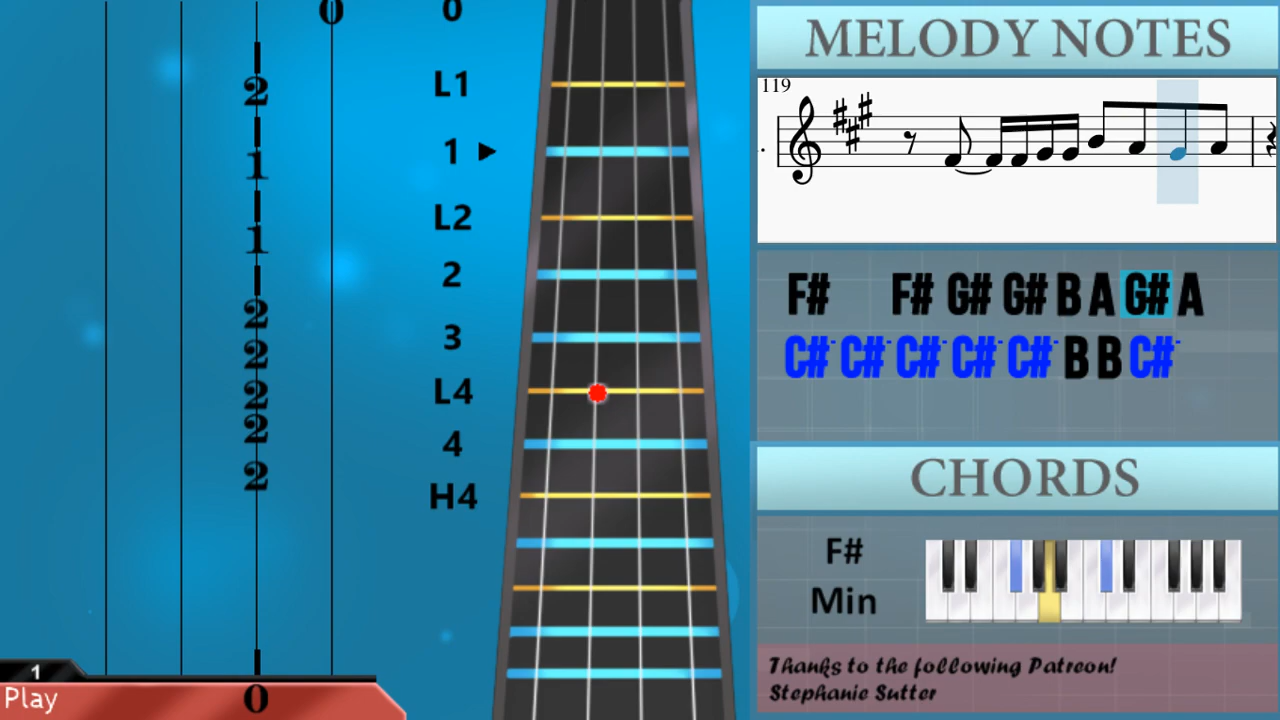 0
2
1
1
2
2
2
2
2
0
1
Play
0
L1
1
L2
2
3
L4
4
H4
MELODY NOTES
119
F# F# G# G# B A G# A
C# C# C# C# C# B B C#
CHORDS
F#
Min
Thanks to the following Patreon!
Stephanie Sutter